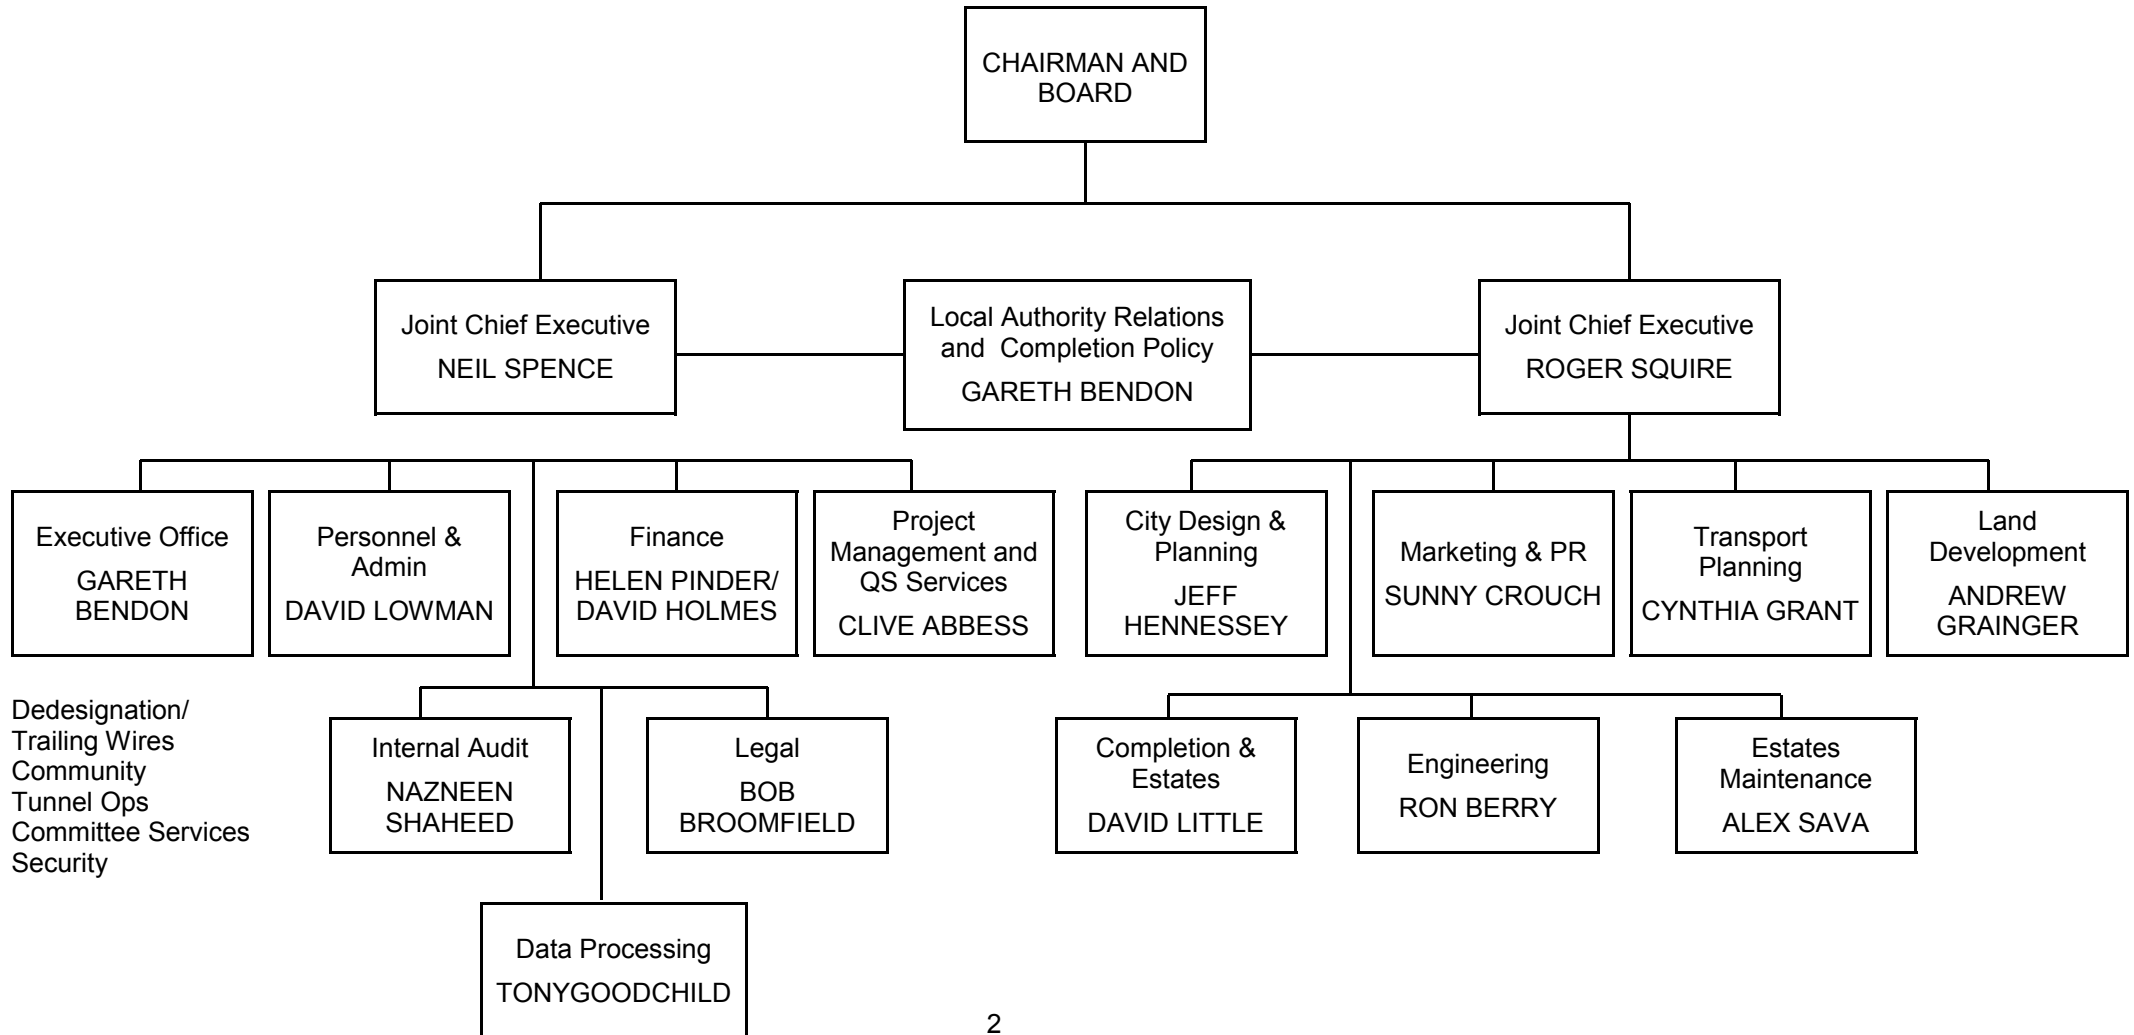 CHAIRMAN AND
BOARD
Joint Chief Executive
NEIL SPENCE
Local Authority Relations
and  Completion Policy
GARETH BENDON
Joint Chief Executive
ROGER SQUIRE
Executive Office
GARETH
BENDON
Personnel &
Admin
DAVID LOWMAN
Finance
HELEN PINDER/
DAVID HOLMES
Project
Management and
QS Services
CLIVE ABBESS
City Design &
Planning
JEFF
HENNESSEY
Marketing & PR
SUNNY CROUCH
Transport
Planning
CYNTHIA GRANT
Land
Development
ANDREW
GRAINGER
Dedesignation/
Trailing Wires
Community
Tunnel Ops
Committee Services
Security
Internal Audit
NAZNEEN
SHAHEED
Legal
BOB
BROOMFIELD
Completion &
Estates
DAVID LITTLE
Engineering
RON BERRY
Estates
Maintenance
ALEX SAVA
Data Processing
TONYGOODCHILD
2